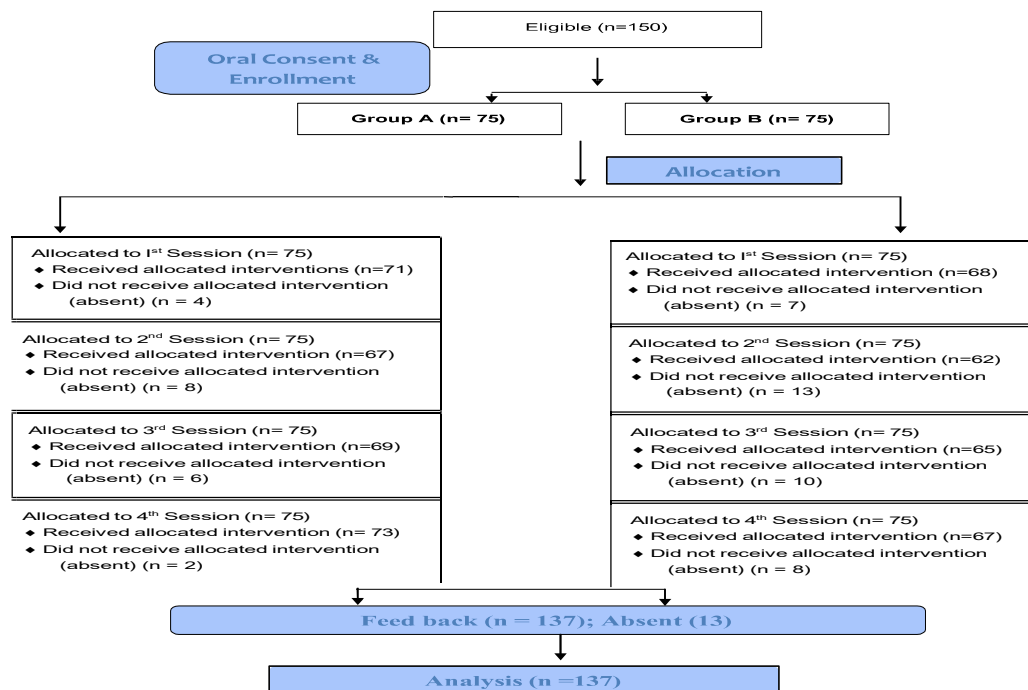 Eligible (n=150)
Oral Consent &
Enrollment
Group A (n= 75)
Group B (n= 75)
Allocation
Allocated to Iˢᵗ Session (n= 75)
◆ Received allocated interventions (n=71)
◆ Did not receive allocated intervention
(absent) (n = 4)
Allocated to 2ⁿᵈ Session (n= 75)
◆ Received allocated intervention (n=67)
◆ Did not receive allocated intervention
(absent) (n = 8)
Allocated to 3ʳᵈ Session (n= 75)
◆ Received allocated intervention (n=69)
◆ Did not receive allocated intervention
(absent) (n = 6)
Allocated to 4ᵗʰ Session (n= 75)
◆ Received allocated intervention (n= 73)
◆ Did not receive allocated intervention
(absent) (n = 2)
Allocated to Iˢᵗ Session (n= 75)
◆ Received allocated intervention (n=68)
◆ Did not receive allocated intervention
(absent) (n = 7)
Allocated to 2ⁿᵈ Session (n= 75)
◆ Received allocated intervention (n=62)
◆ Did not receive allocated intervention
(absent) (n = 13)
Allocated to 3ʳᵈ Session (n= 75)
◆ Received allocated intervention (n=65)
◆ Did not receive allocated intervention
(absent) (n = 10)
Allocated to 4ᵗʰ Session (n= 75)
◆ Received allocated intervention (n=67)
◆ Did not receive allocated intervention
(absent) (n = 8)
Feed back (n = 137); Absent (13)
Analysis (n =137)